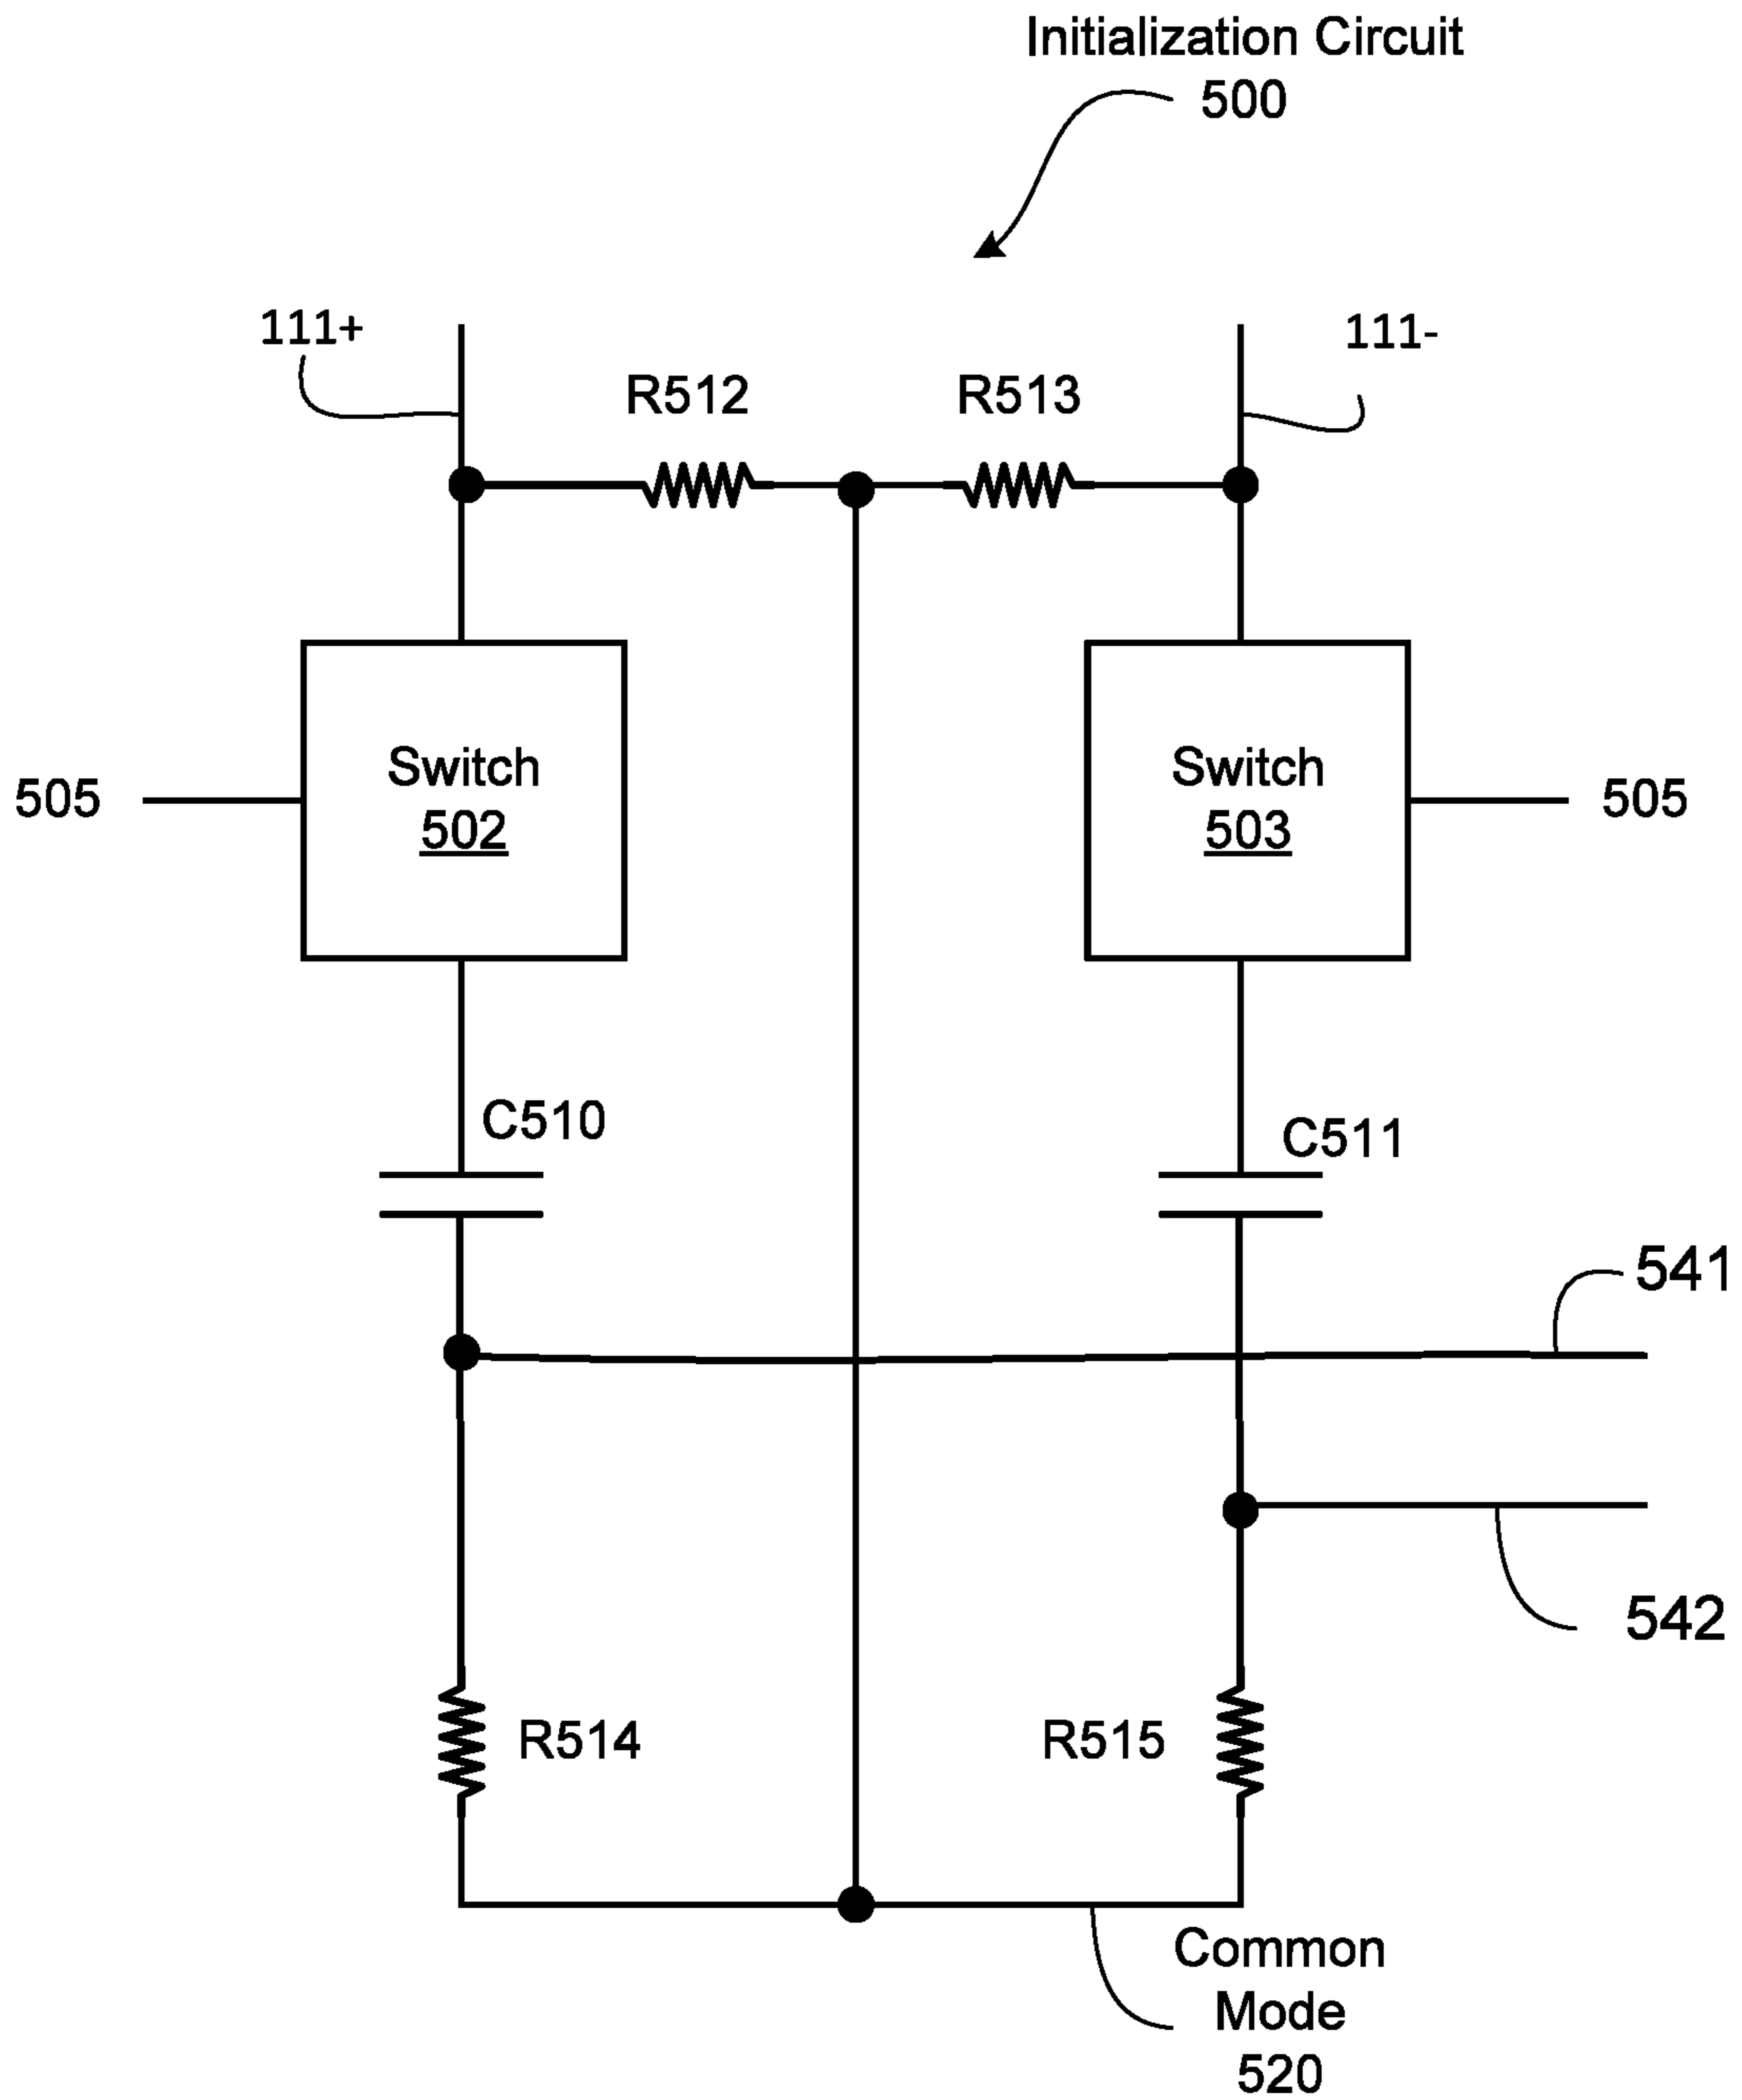 Initialization Circuit
500
111+
111-
R512
R513
Switch
502
Switch
503
505
505
C510
C511
541
542
R514
R515
Common
Mode
520